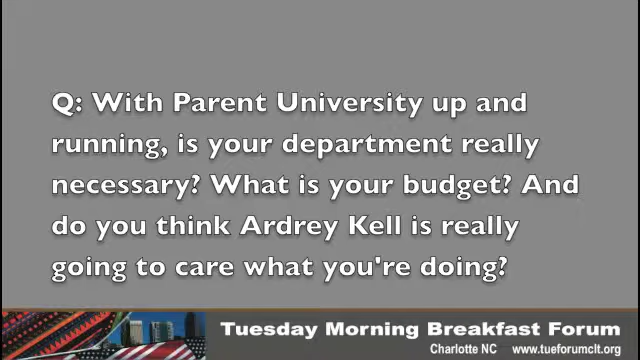 Q: With Parent University up and
running, is your department really
necessary? What is your budget? And
do you think Ardrey Kell is really
going to care what you're doing?
Tuesday Morning Breakfast Forum
Charlotte NC www.tueforumclt.org